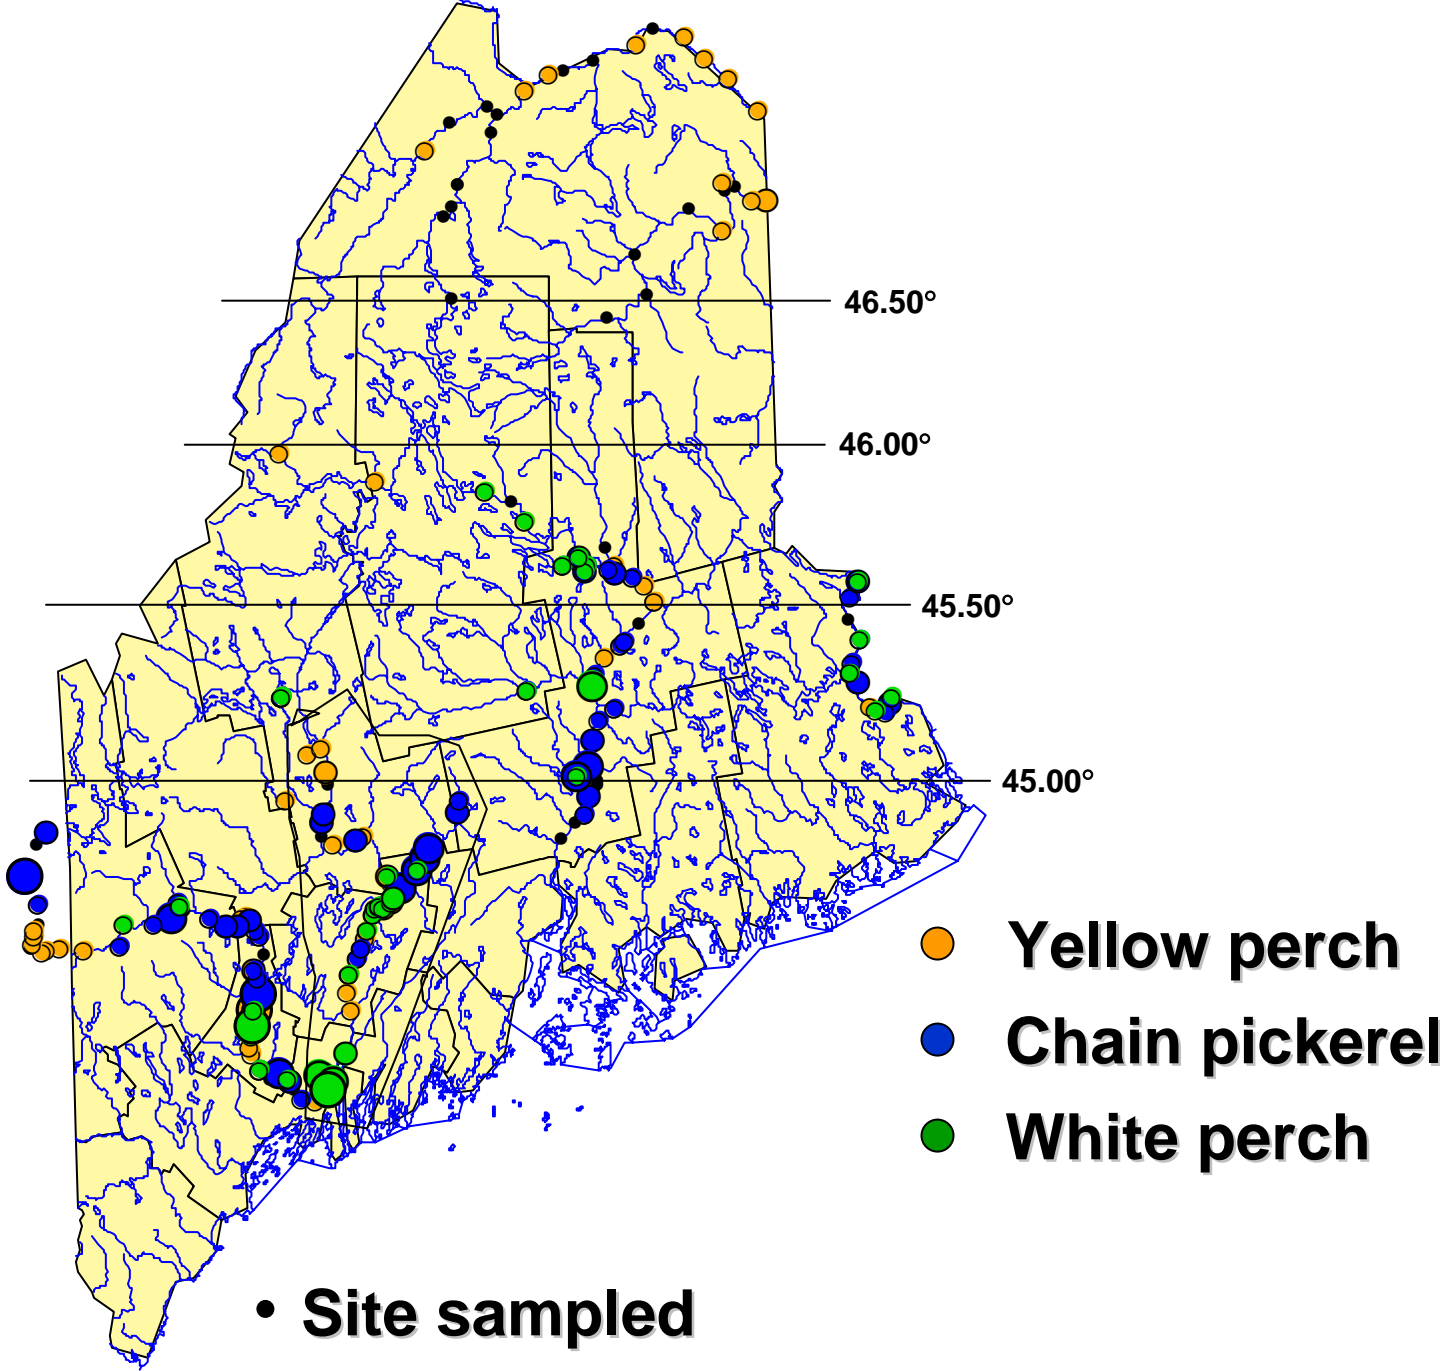 46.50°
46.00°
45.50°
45.00°
Yellow perch
Chain pickerel
White perch
Site sampled